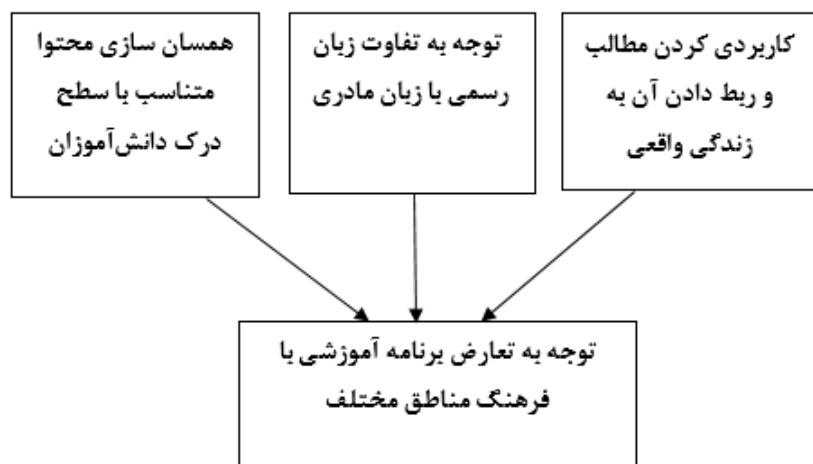 کاربردی کردن مطالب
و ربط دادن آن به
زندگی واقعی
توجه به تفاوت زبان
رسمی با زبان مادری
همسان سازی محتوا
متناسب با سطح
درک دانش‌آموزان
توجه به تعارض برنامه آموزشی با
فرهنگ مناطق مختلف